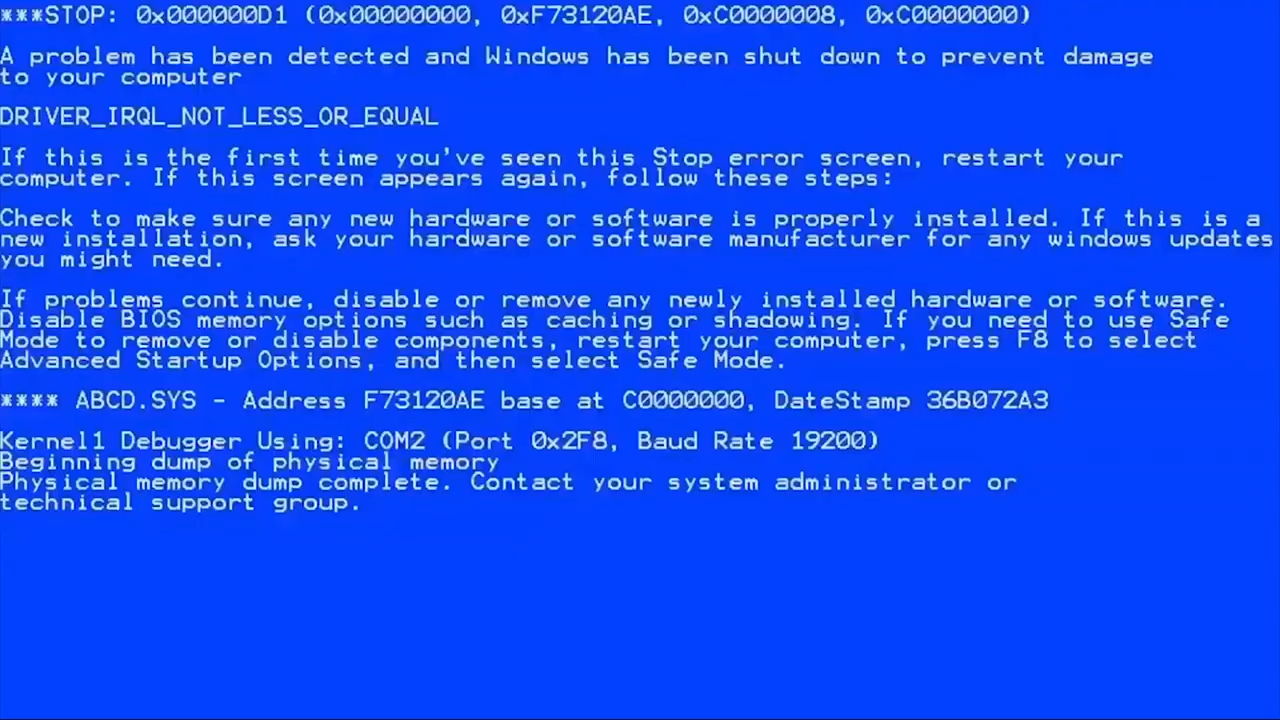 ***STOP: 0x000000D1 (0x00000000, 0xF73120AE, 0xC0000008, 0xC0000000)
A problem has been detected and Windows has been shut down to prevent damage
to your computer
DRIVER_IRQL_NOT_LESS_OR_EQUAL
If this is the first time you've seen this Stop error screen, restart your
computer. If this screen appears again, follow these steps:
Check to make sure any new hardware or software is properly installed. If this is a
new installation, ask your hardware or software manufacturer for any windows updates
you might need.
If problems continue, disable or remove any newly installed hardware or software.
Disable BIOS memory options such as caching or shadowing. If you need to use Safe
Mode to remove or disable components, restart your computer, press F8 to select
Advanced Startup Options, and then select Safe Mode.
**** ABCD.SYS - Address F73120AE base at C0000000, DateStamp 36B072A3
Kernel1 Debugger Using: COM2 (Port 0x2F8, Baud Rate 19200)
Beginning dump of physical memory
Physical memory dump complete. Contact your system administrator or
technical support group.